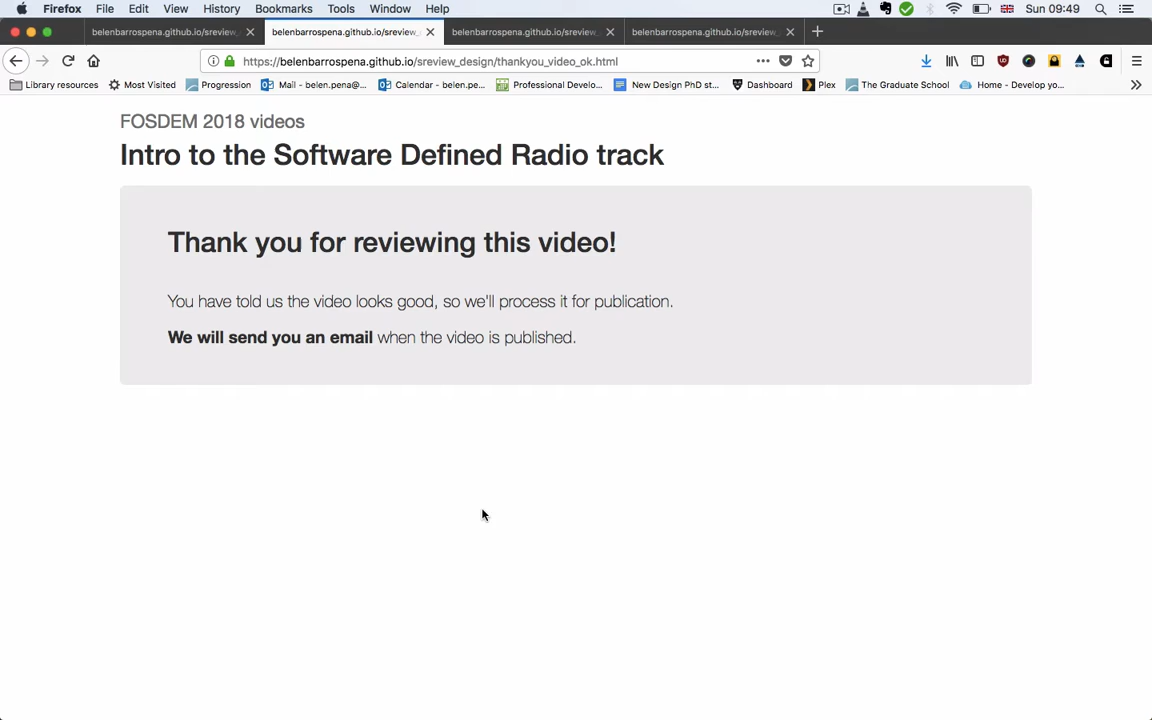 Firefox File Edit View History Bookmarks Tools Window Help Sun 09:49
belenbarrospena.github.io/sreview_ belenbarrospena.github.io/sreview_ belenbarrospena.github.io/sreview_ belenbarrospena.github.io/sreview_
https://belenbarrospena.github.io/sreview_design/thankyou_video_ok.html
Library resources Most Visited Progression Mail - belen.pena@... Calendar - belen.pe... Professional Develo... New Design PhD st... Dashboard Plex The Graduate School Home - Develop yo...
FOSDEM 2018 videos
Intro to the Software Defined Radio track
Thank you for reviewing this video!
You have told us the video looks good, so we'll process it for publication.
We will send you an email when the video is published.